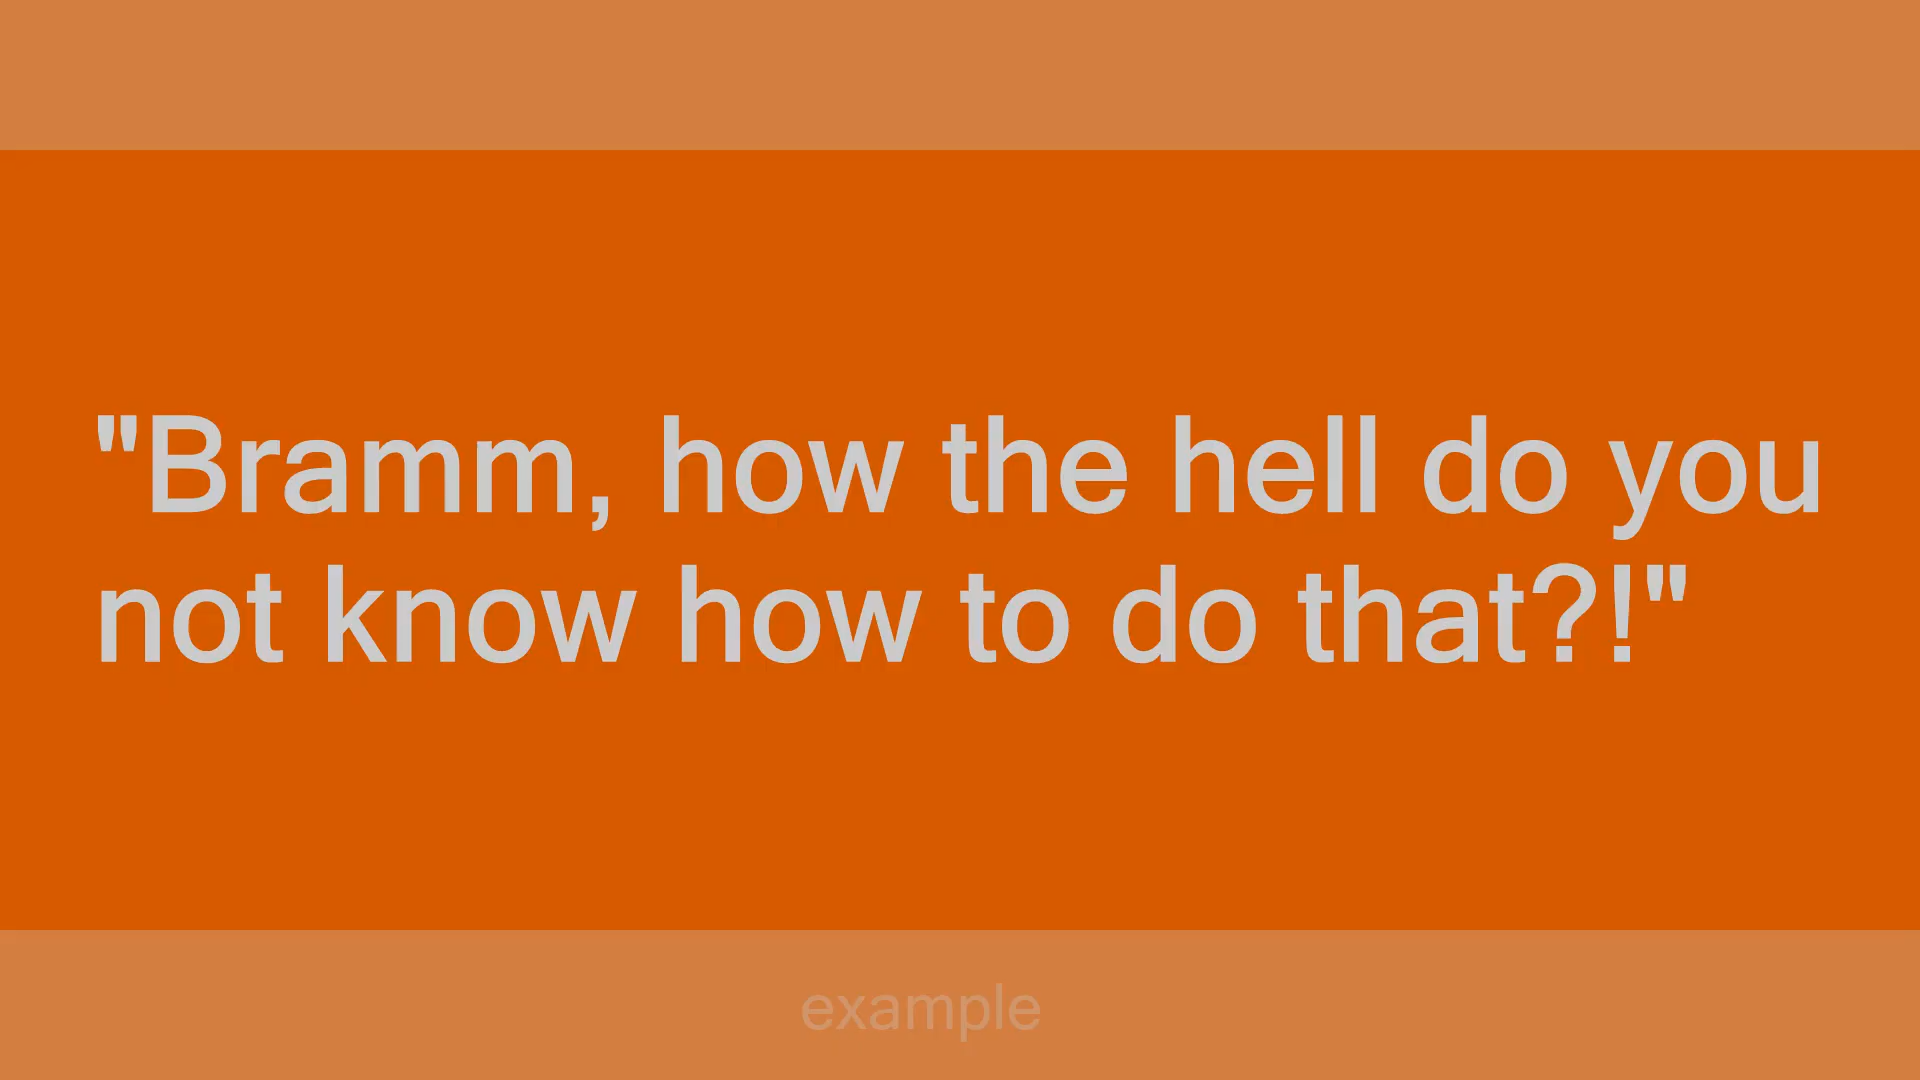 "Bramm, how the hell do you
not know how to do that?!"
example